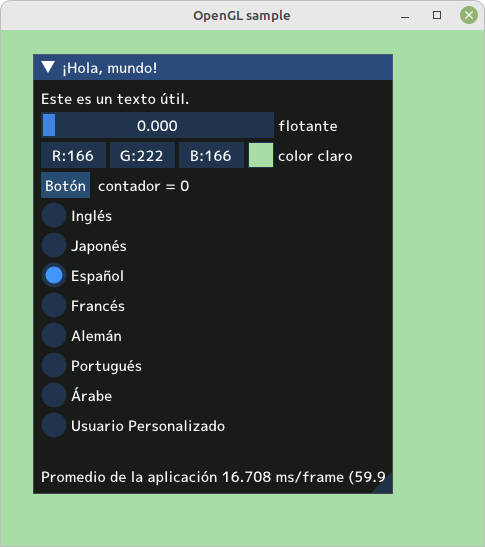 OpenGL sample
¡Hola, mundo!
Este es un texto útil.
0.000 flotante
R:166 G:222 B:166 color claro
Botón contador = 0
Inglés
Japonés
Español
Francés
Alemán
Portugués
Árabe
Usuario Personalizado
Promedio de la aplicación 16.708 ms/frame (59.9